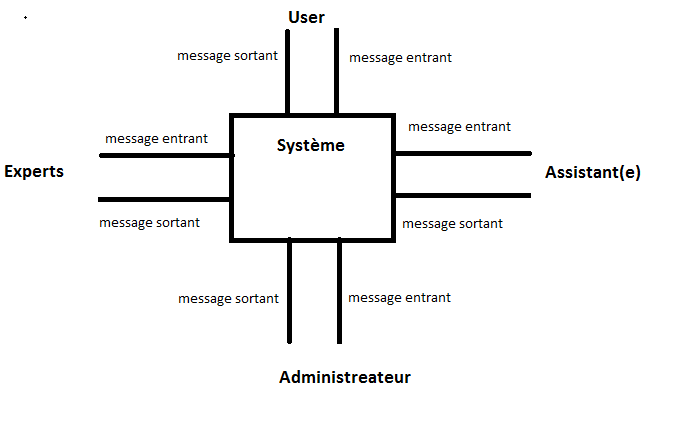 User
message sortant
message entrant
message entrant
message entrant
Système
Experts
Assistant(e)
message sortant
message sortant
message sortant
message entrant
Administreateur